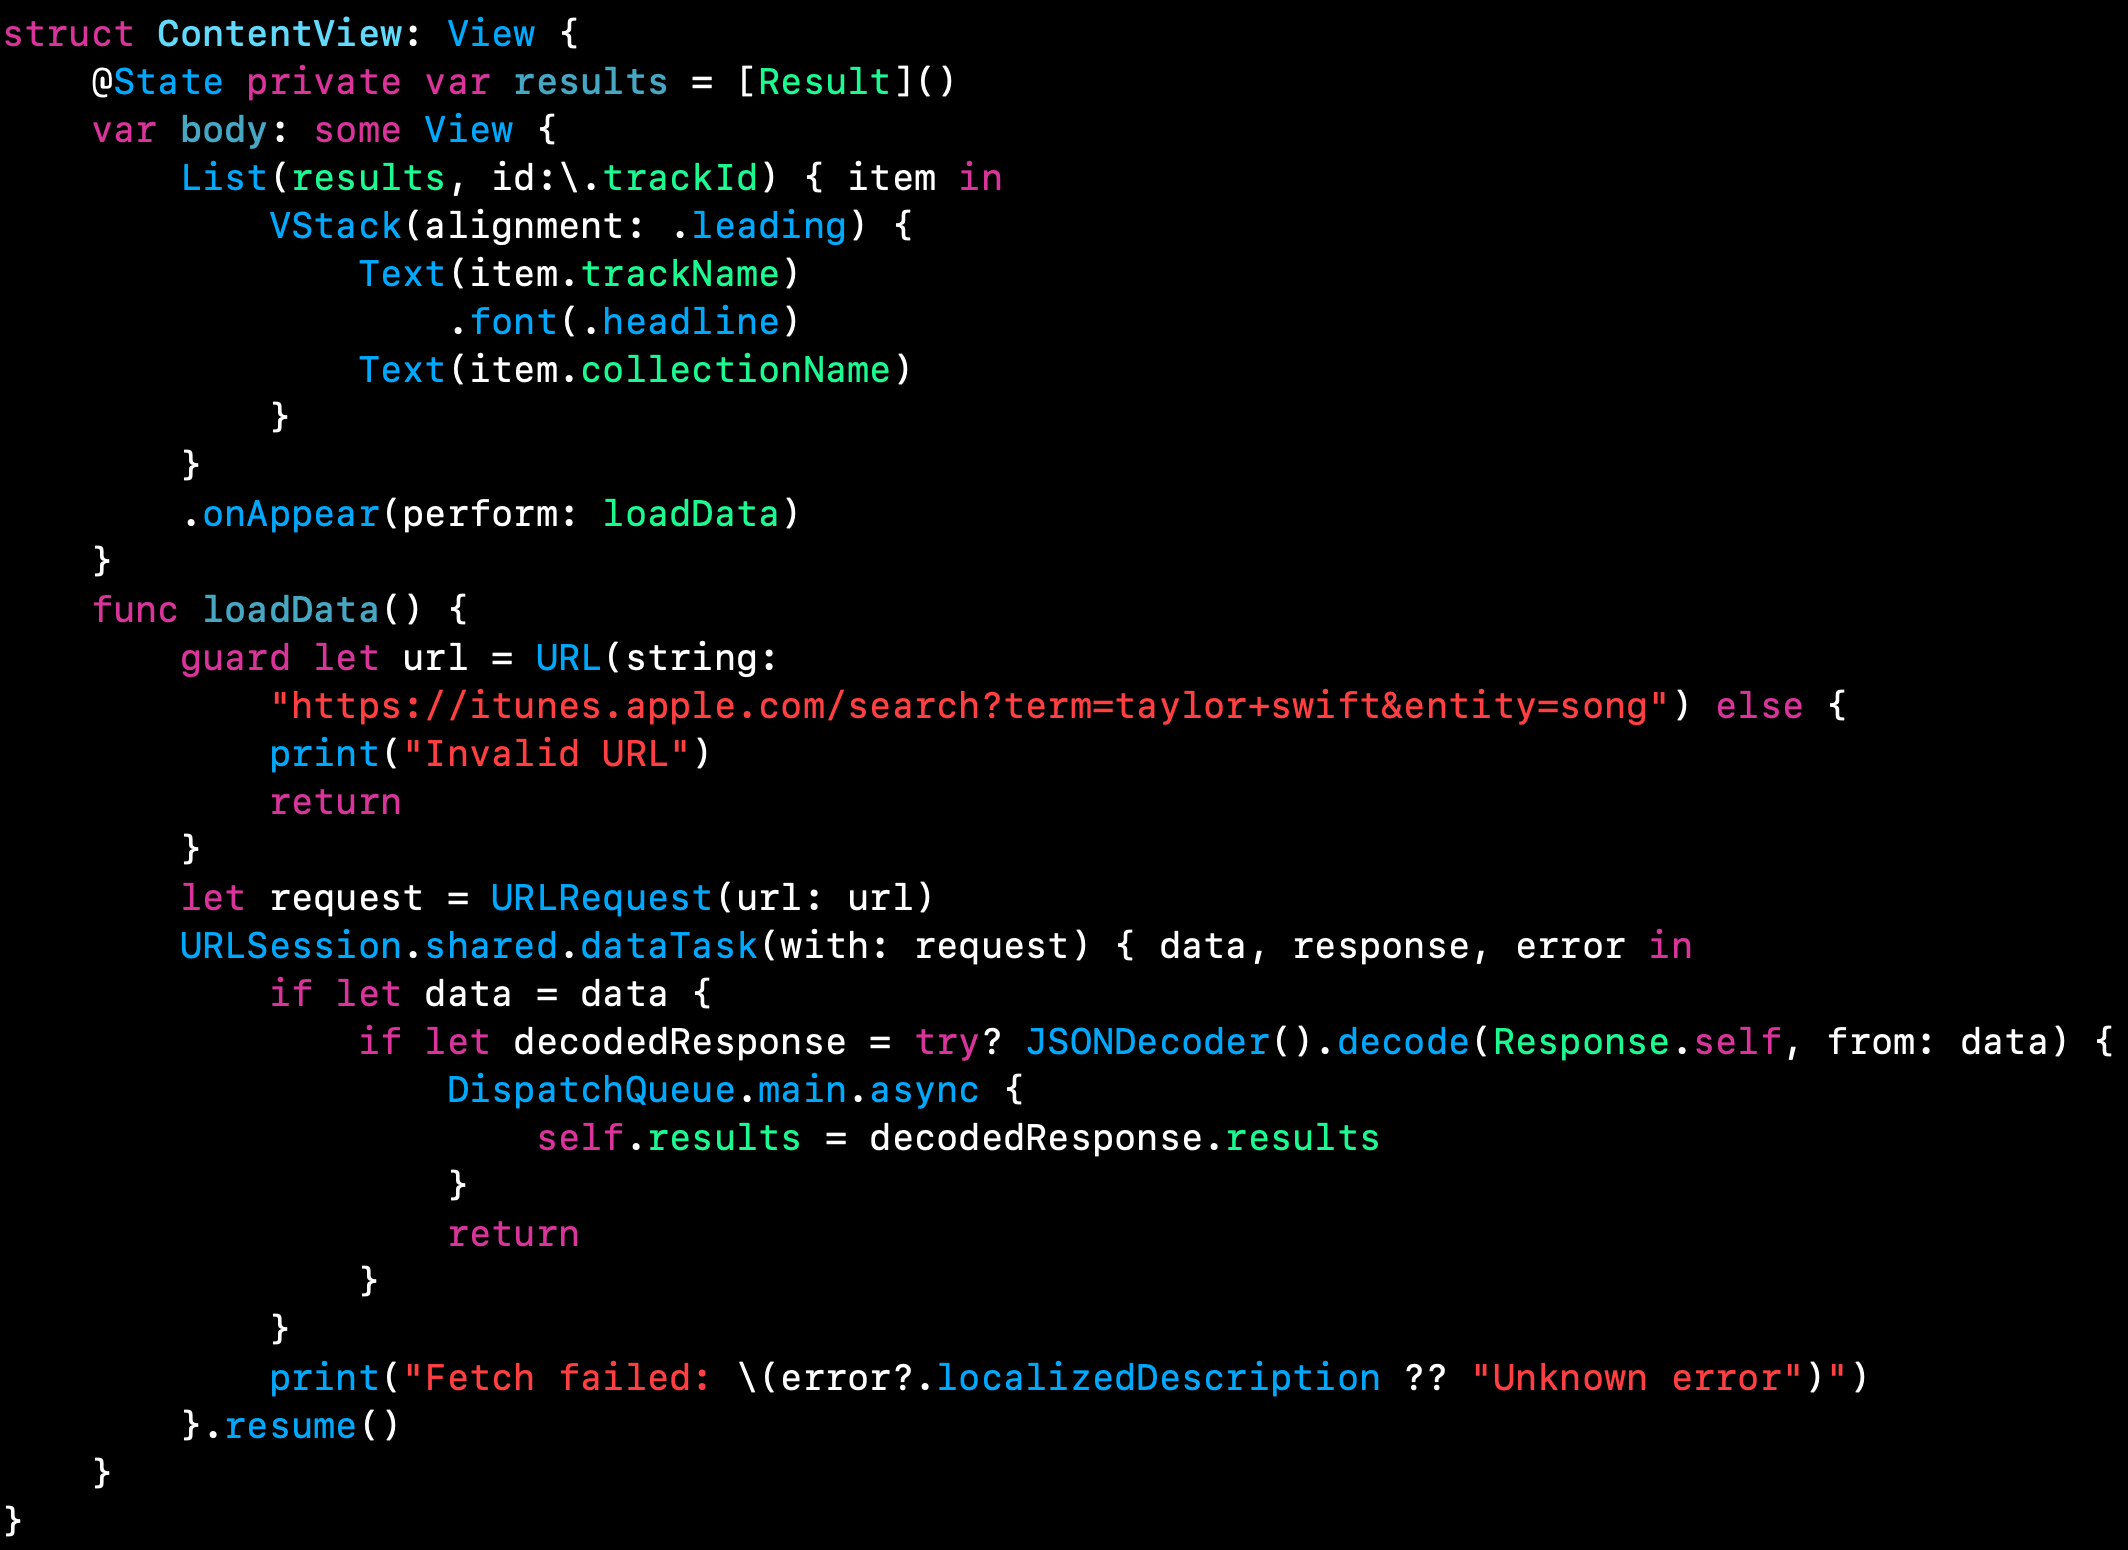 struct ContentView: View {
    @State private var results = [Result]()
    var body: some View {
        List(results, id:\.trackId) { item in
            VStack(alignment: .leading) {
                Text(item.trackName)
                    .font(.headline)
                Text(item.collectionName)
            }
        }
        .onAppear(perform: loadData)
    }
    func loadData() {
        guard let url = URL(string:
            "https://itunes.apple.com/search?term=taylor+swift&entity=song") else {
            print("Invalid URL")
            return
        }
        let request = URLRequest(url: url)
        URLSession.shared.dataTask(with: request) { data, response, error in
            if let data = data {
                if let decodedResponse = try? JSONDecoder().decode(Response.self, from: data) {
                    DispatchQueue.main.async {
                        self.results = decodedResponse.results
                    }
                    return
                }
            }
            print("Fetch failed: \(error?.localizedDescription ?? "Unknown error")")
        }.resume()
    }
}